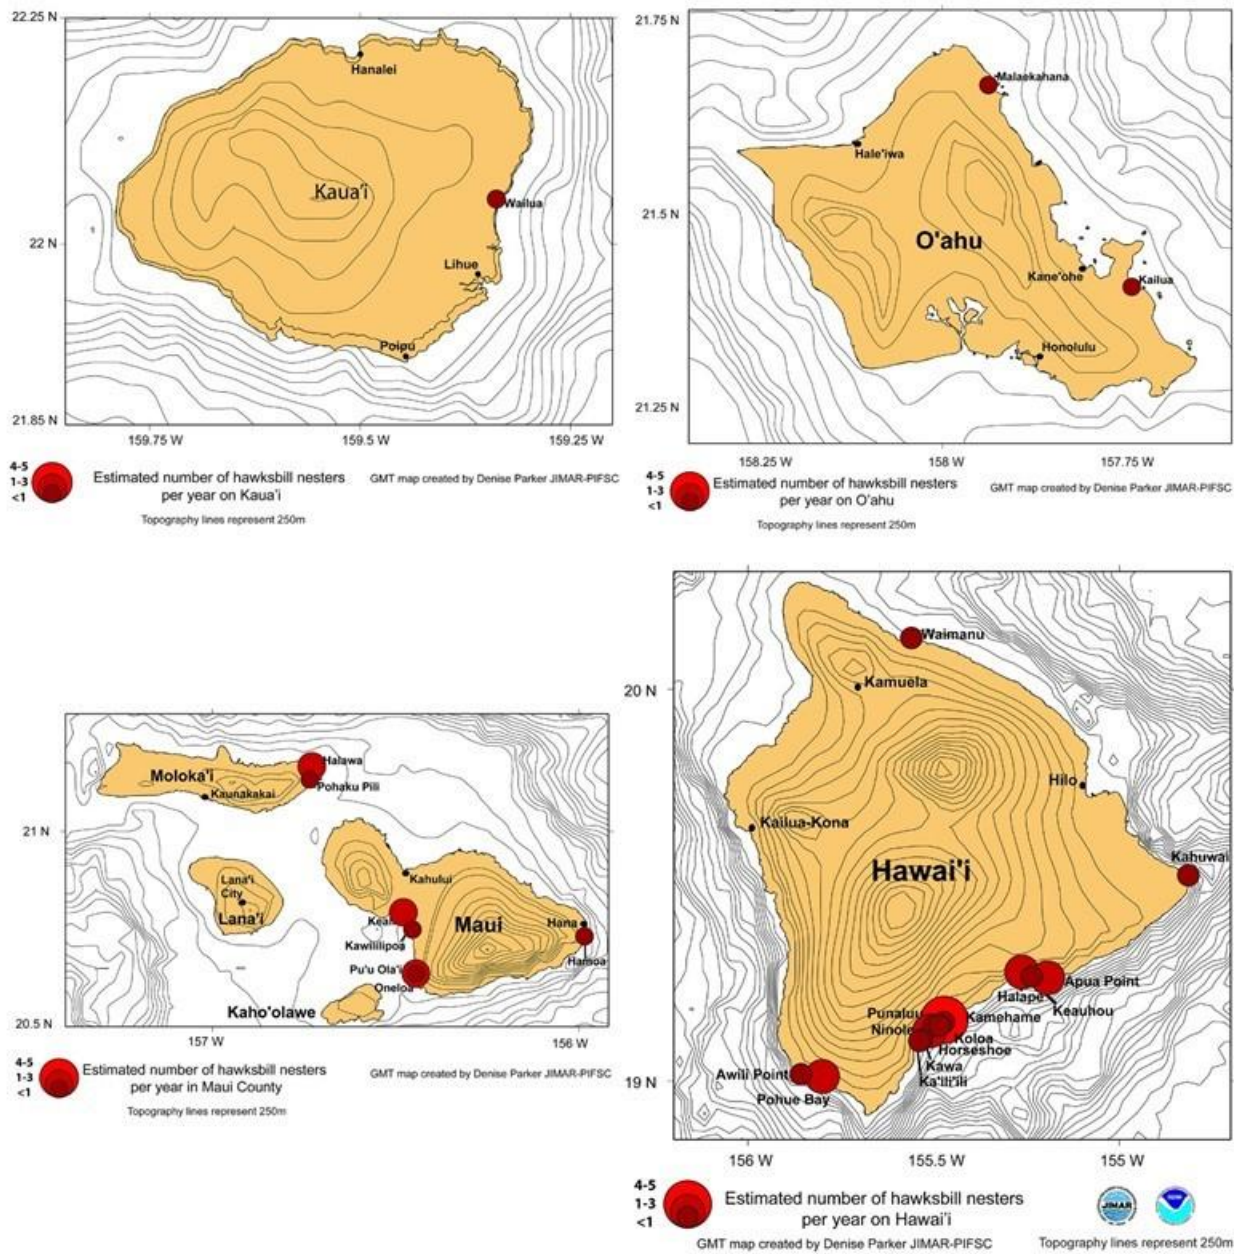 22.25 N
Hanalei
Kaua'i
Wailua
22 N
Lihue
Poipu
21.85 N
159.75 W
159.5 W
159.25 W
4-5
1-3
<1
Estimated number of hawksbill nesters
per year on Kaua'i
GMT map created by Denise Parker JIMAR-PIFSC
Topography lines represent 250m
21.75 N
Malaekahana
Hale'iwa
21.5 N
O'ahu
Kane'ohe
Kailua
Honolulu
21.25 N
158.25 W
158 W
157.75 W
4-5
1-3
<1
Estimated number of hawksbill nesters
per year on O'ahu
GMT map created by Denise Parker JIMAR-PIFSC
Topography lines represent 250m
Halawa
Moloka'i
Pohaku Pili
Kaunakakai
21 N
Kahului
Lana'i
City
Lana'i
Maui
Hana
Kawililipoa
Hamoa
Pu'u Ola'i
Oneloa
Kaho'olawe
20.5 N
157 W
156 W
4-5
1-3
<1
Estimated number of hawksbill nesters
per year in Maui County
GMT map created by Denise Parker JIMAR-PIFSC
Topography lines represent 250m
Waimanu
20 N
Kamuela
Hilo
Kailua-Kona
Hawai'i
Kahuwai
Apua Point
Halape
Keauhou
Punaluu
Kamehame
Ninole
Koloa
Horseshoe
Kawa
Ka'ili'ili
Awili Point
19 N
Pohue Bay
156 W
155.5 W
155 W
4-5
1-3
<1
Estimated number of hawksbill nesters
per year on Hawai'i
JIMAR
GMT map created by Denise Parker JIMAR-PIFSC
Topography lines represent 250m